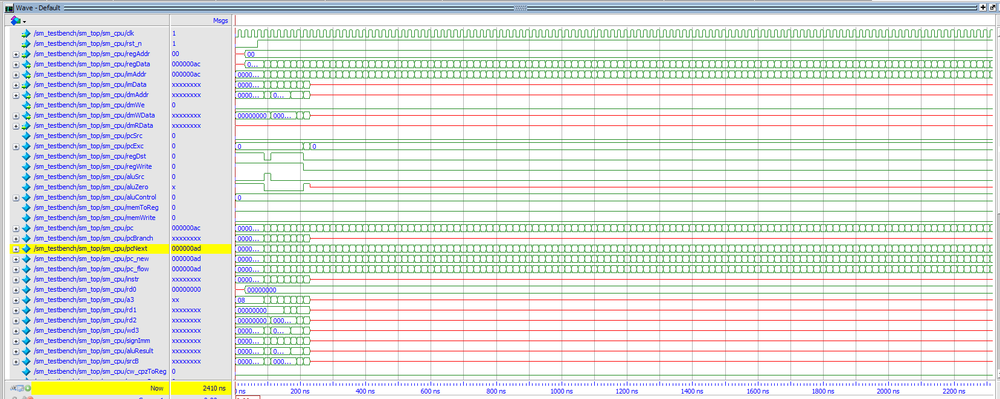 Wave - Default
Msgs
/sm_testbench/sm_top/sm_cpu/clk 1
/sm_testbench/sm_top/sm_cpu/rst_n 1
/sm_testbench/sm_top/sm_cpu/regAddr 00 00
/sm_testbench/sm_top/sm_cpu/regData 000000ac 0...
/sm_testbench/sm_top/sm_cpu/imAddr 000000ac 0000...
/sm_testbench/sm_top/sm_cpu/imData xxxxxxxx 0000...
/sm_testbench/sm_top/sm_cpu/dmAddr xxxxxxxx 0000... 0...
/sm_testbench/sm_top/sm_cpu/dmWe 0
/sm_testbench/sm_top/sm_cpu/dmWData xxxxxxxx 00000000 000...
/sm_testbench/sm_top/sm_cpu/dmRData xxxxxxxx
/sm_testbench/sm_top/sm_cpu/pcSrc 0
/sm_testbench/sm_top/sm_cpu/pcExc 0 0 0
/sm_testbench/sm_top/sm_cpu/regDst 0
/sm_testbench/sm_top/sm_cpu/regWrite 0
/sm_testbench/sm_top/sm_cpu/aluSrc 0
/sm_testbench/sm_top/sm_cpu/aluZero x
/sm_testbench/sm_top/sm_cpu/aluControl 0 0
/sm_testbench/sm_top/sm_cpu/memToReg 0
/sm_testbench/sm_top/sm_cpu/memWrite 0
/sm_testbench/sm_top/sm_cpu/pc 000000ac 0000...
/sm_testbench/sm_top/sm_cpu/pcBranch xxxxxxxx 0000...
/sm_testbench/sm_top/sm_cpu/pcNext 000000ad 0000...
/sm_testbench/sm_top/sm_cpu/pc_new 000000ad 0000...
/sm_testbench/sm_top/sm_cpu/pc_flow 000000ad 0000...
/sm_testbench/sm_top/sm_cpu/instr xxxxxxxx 0000...
/sm_testbench/sm_top/sm_cpu/rd0 00000000 00000000
/sm_testbench/sm_top/sm_cpu/a3 xx 08
/sm_testbench/sm_top/sm_cpu/rd1 xxxxxxxx 00000000
/sm_testbench/sm_top/sm_cpu/rd2 xxxxxxxx 00000000 000...
/sm_testbench/sm_top/sm_cpu/wd3 xxxxxxxx 0000... 0...
/sm_testbench/sm_top/sm_cpu/signImm xxxxxxxx 0000...
/sm_testbench/sm_top/sm_cpu/aluResult xxxxxxxx 0000... 0...
/sm_testbench/sm_top/sm_cpu/srcB xxxxxxxx 0000... 000...
/sm_testbench/sm_top/sm_cpu/cw_cpzToReg 0
Now 2410 ns ns 200 ns 400 ns 600 ns 800 ns 1000 ns 1200 ns 1400 ns 1600 ns 1800 ns 2000 ns 2200 ns